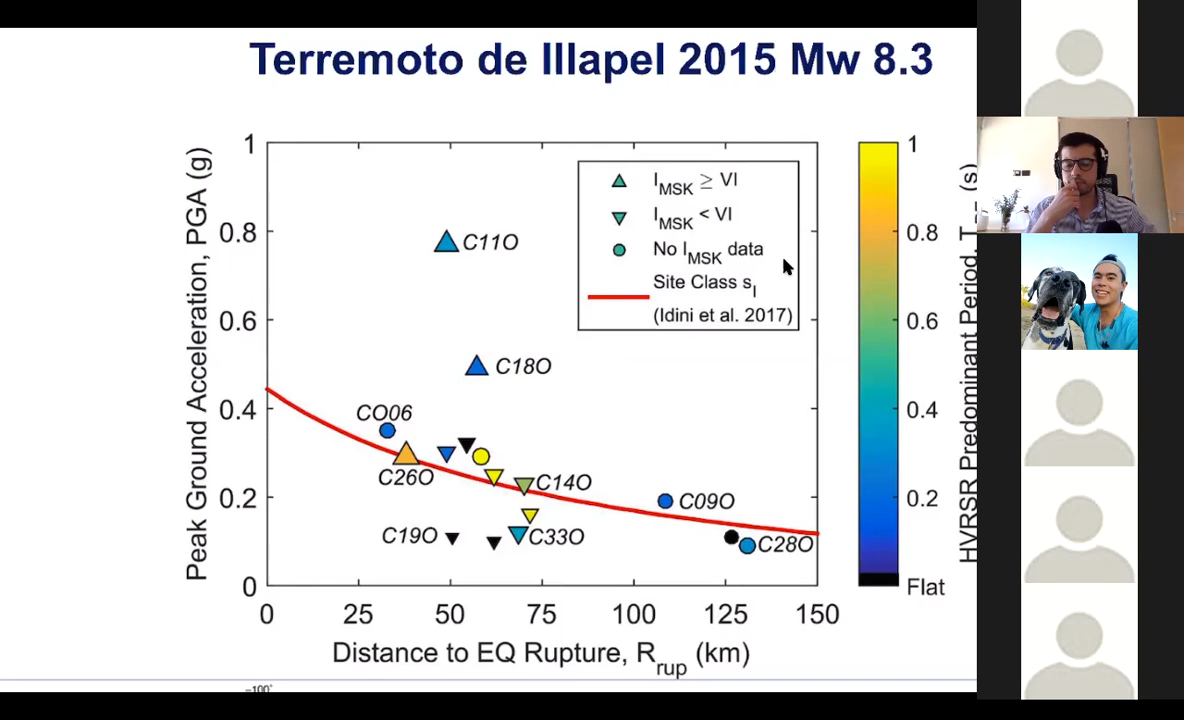 Terremoto de Illapel 2015 Mw 8.3
Peak Ground Acceleration, PGA (g)
1
0.8
0.6
0.4
0.2
0
0
25
50
75
100
125
150
Distance to EQ Rupture, R_rup (km)
I_MSK ≥ VI
I_MSK < VI
No I_MSK data
Site Class s_I
(Idini et al. 2017)
C11O
C18O
CO06
C26O
C14O
C19O
C33O
C09O
C28O
1
0.8
0.6
0.4
0.2
Flat
HVRSR Predominant Period,
(s)
-100°